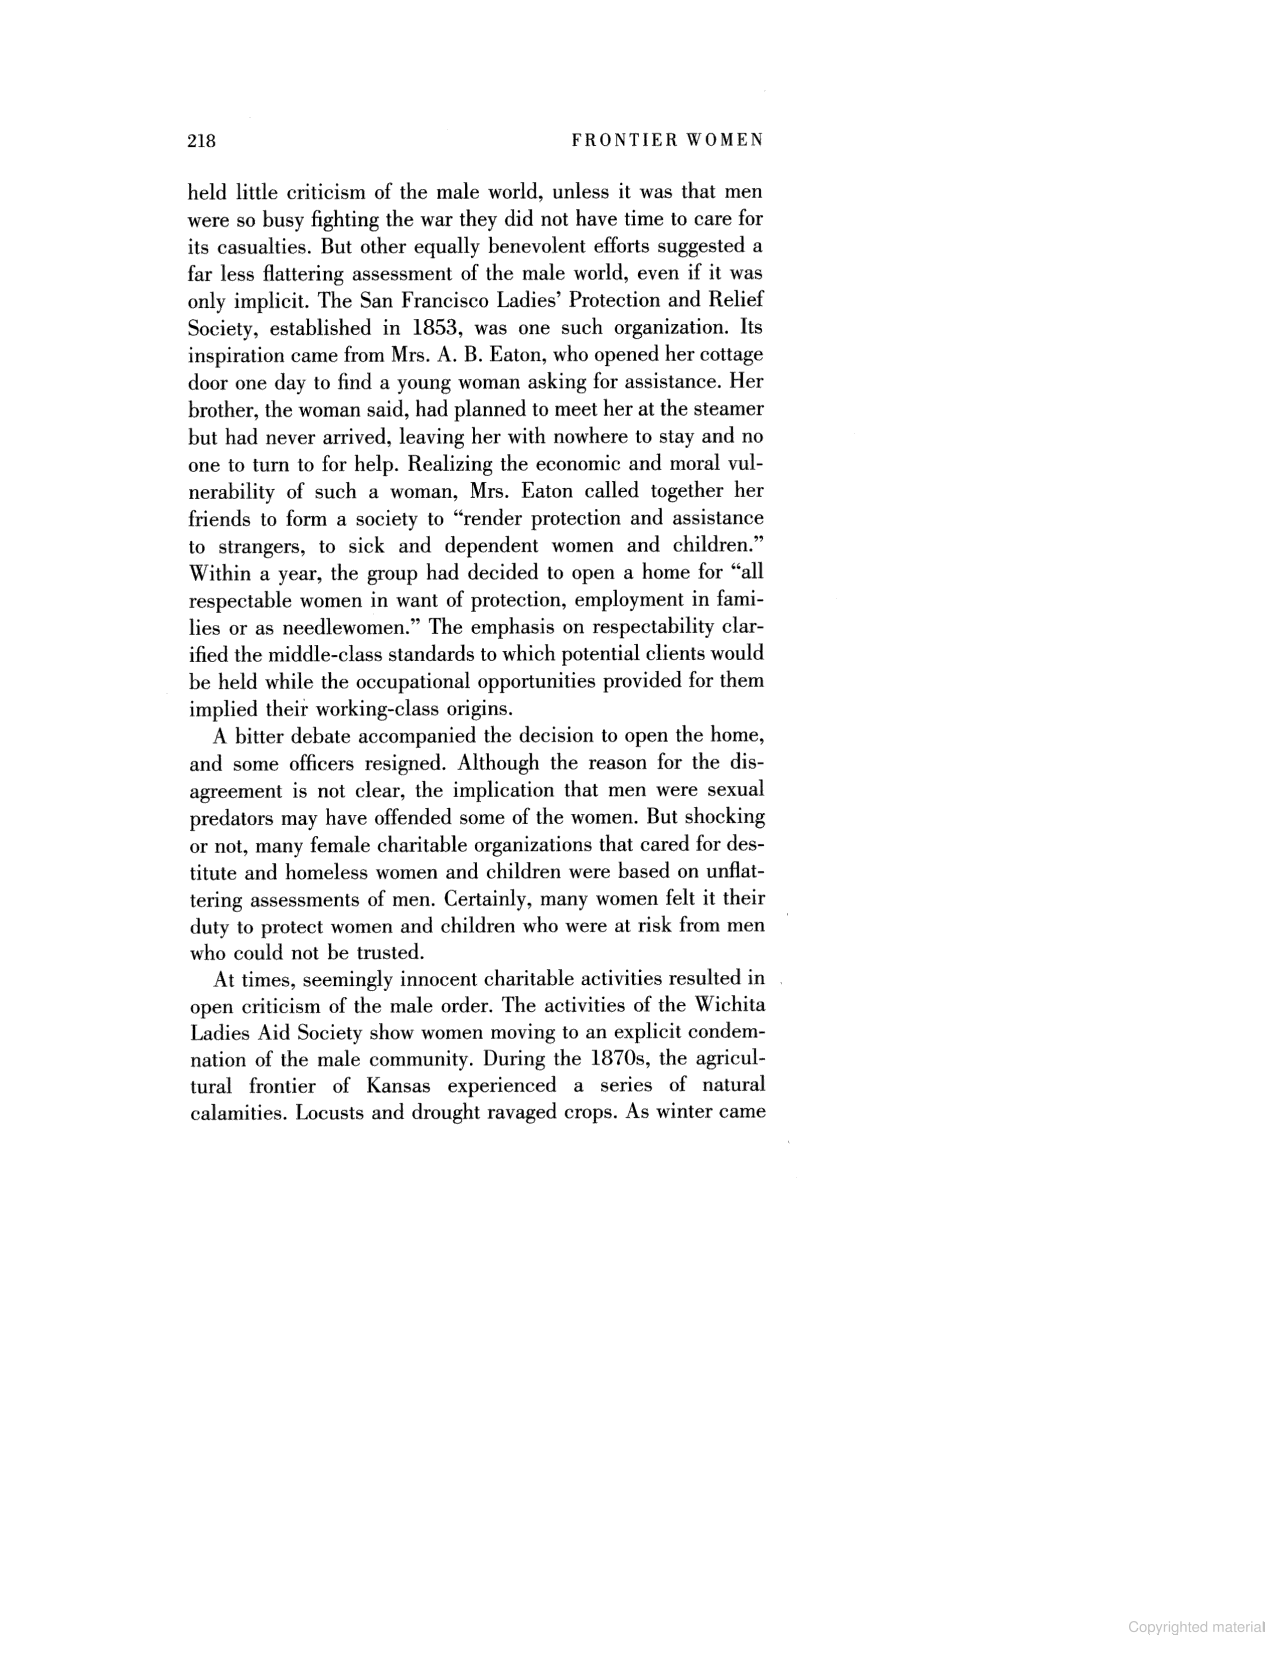 218 FRONTIER WOMEN
held little criticism of the male world, unless it was that men
were so busy fighting the war they did not have time to care for
its casualties. But other equally benevolent efforts suggested a
far less flattering assessment of the male world, even if it was
only implicit. The San Francisco Ladies’ Protection and Relief
Society, established in 1853, was one such organization. Its
inspiration came from Mrs. A. B. Eaton, who opened her cottage
door one day to find a young woman asking for assistance. Her
brother, the woman said, had planned to meet her at the steamer
but had never arrived, leaving her with nowhere to stay and no
one to turn to for help. Realizing the economic and moral vul-
nerability of such a woman, Mrs. Eaton called together her
friends to form a society to “render protection and assistance
to strangers, to sick and dependent women and children.”
Within a year, the group had decided to open a home for “all
respectable women in want of protection, employment in fami-
lies or as needlewomen.” The emphasis on respectability clar-
ified the middle-class standards to which potential clients would
be held while the occupational opportunities provided for them
implied their working-class origins.
A bitter debate accompanied the decision to open the home,
and some officers resigned. Although the reason for the dis-
agreement is not clear, the implication that men were sexual
predators may have offended some of the women. But shocking
or not, many female charitable organizations that cared for des-
titute and homeless women and children were based on unflat-
tering assessments of men. Certainly, many women felt it their
duty to protect women and children who were at risk from men
who could not be trusted.
At times, seemingly innocent charitable activities resulted in
open criticism of the male order. The activities of the Wichita
Ladies Aid Society show women moving to an explicit condem-
nation of the male community. During the 1870s, the agricul-
tural frontier of Kansas experienced a series of natural
calamities. Locusts and drought ravaged crops. As winter came
Copyrighted material